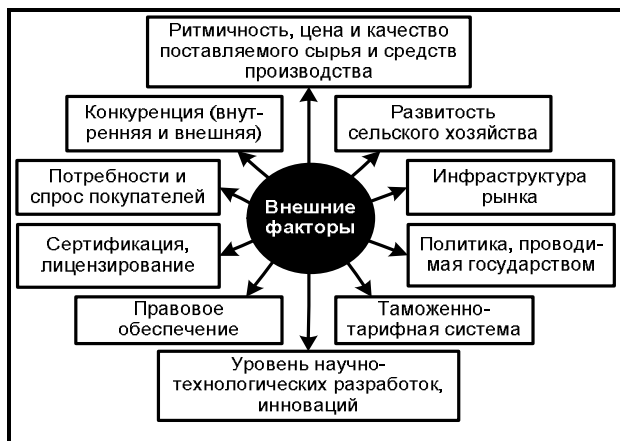 Ритмичность, цена и качество
поставляемого сырья и средств
производства
Конкуренция (внут-
ренняя и внешняя)
Развитость
сельского хозяйства
Потребности и
спрос покупателей
Внешние
факторы
Инфраструктура
рынка
Сертификация,
лицензирование
Политика, проводи-
мая государством
Правовое
обеспечение
Таможенно-
тарифная система
Уровень научно-
технологических разработок,
инноваций